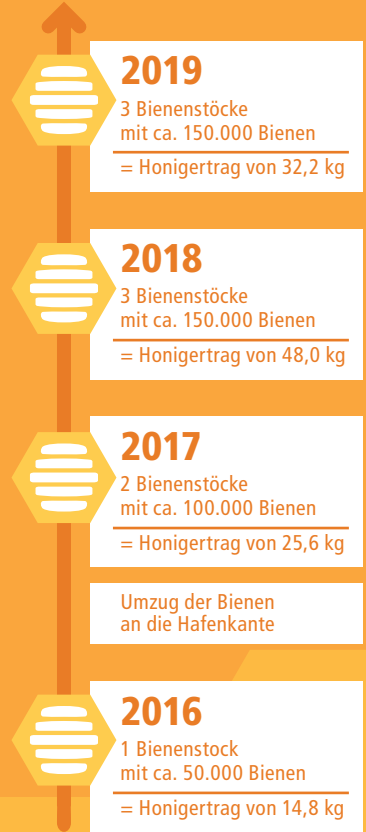 2019
3 Bienenstöcke
mit ca. 150.000 Bienen
= Honigertrag von 32,2 kg
2018
3 Bienenstöcke
mit ca. 150.000 Bienen
= Honigertrag von 48,0 kg
2017
2 Bienenstöcke
mit ca. 100.000 Bienen
= Honigertrag von 25,6 kg
Umzug der Bienen
an die Hafenkante
2016
1 Bienenstock
mit ca. 50.000 Bienen
= Honigertrag von 14,8 kg